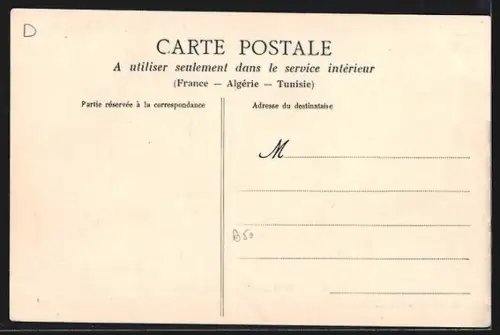 D
CARTE POSTALE
A utiliser seulement dans le service intérieur
(France — Algérie — Tunisie)
Partie réservée à la correspondance
Adresse du destinataire
M
B50